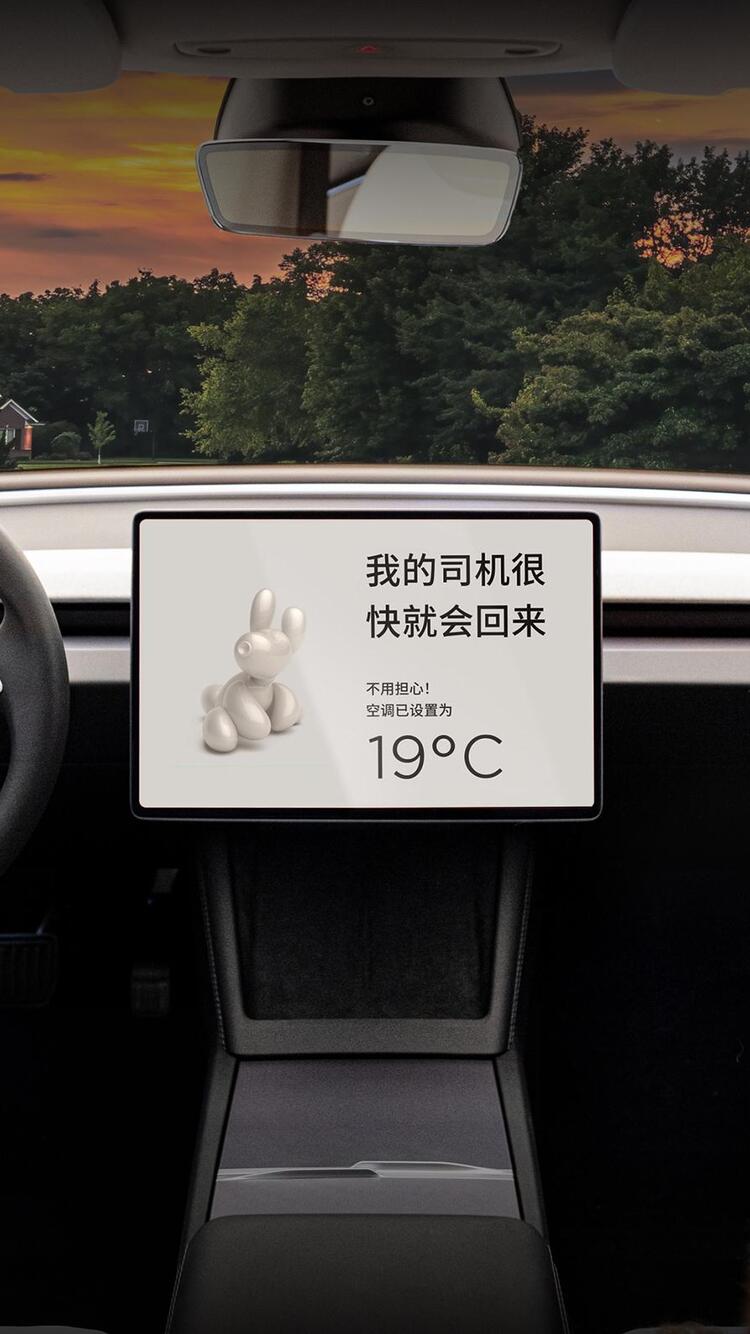 我的司机很
快就会回来
不用担心！
空调已设置为
19°C